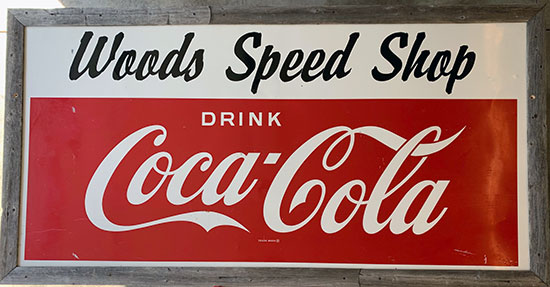 Woods Speed Shop
DRINK
Coca-Cola